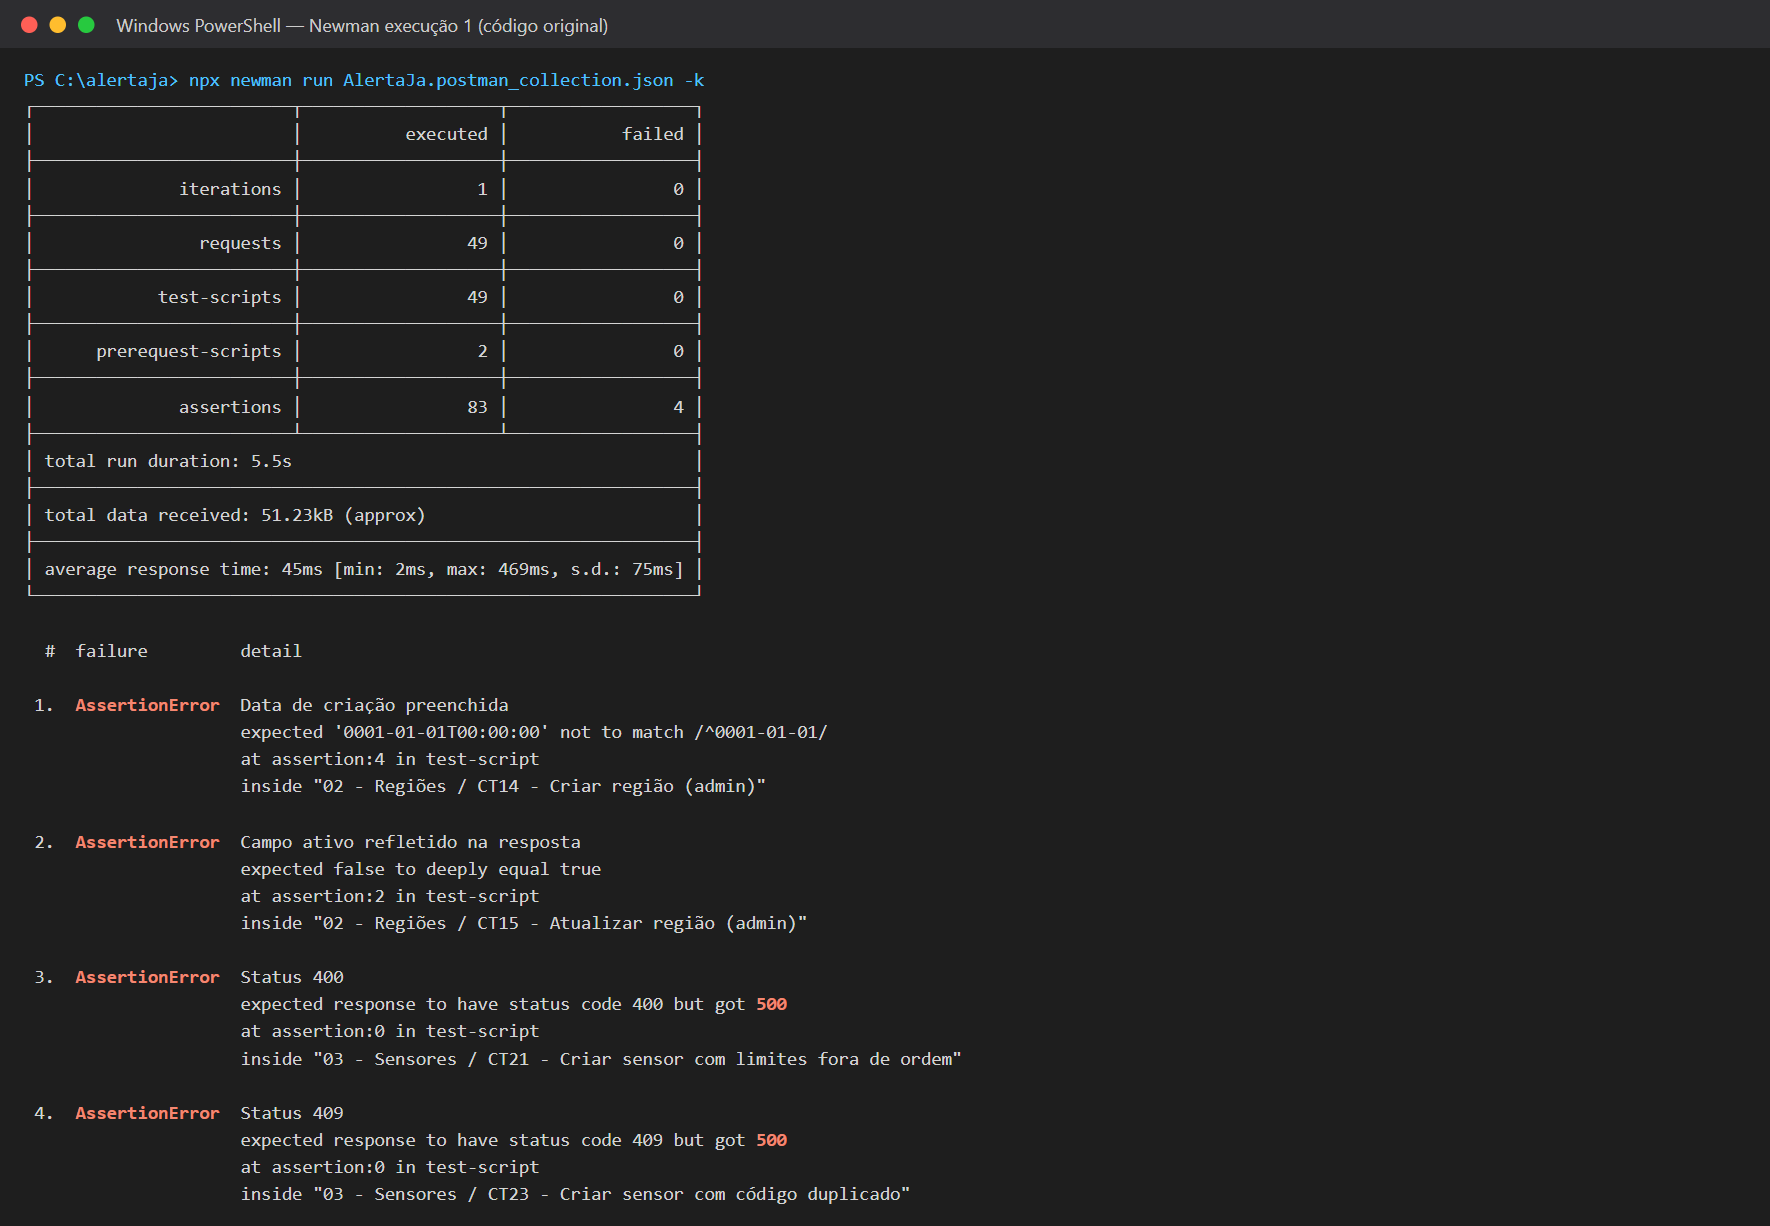 Windows PowerShell — Newman execução 1 (código original)
PS C:\alertaja> npx newman run AlertaJa.postman_collection.json -k
executed failed
iterations 1 0
requests 49 0
test-scripts 49 0
prerequest-scripts 2 0
assertions 83 4
total run duration: 5.5s
total data received: 51.23kB (approx)
average response time: 45ms [min: 2ms, max: 469ms, s.d.: 75ms]
# failure detail
1. AssertionError Data de criação preenchida
expected '0001-01-01T00:00:00' not to match /^0001-01-01/
at assertion:4 in test-script
inside "02 - Regiões / CT14 - Criar região (admin)"
2. AssertionError Campo ativo refletido na resposta
expected false to deeply equal true
at assertion:2 in test-script
inside "02 - Regiões / CT15 - Atualizar região (admin)"
3. AssertionError Status 400
expected response to have status code 400 but got 500
at assertion:0 in test-script
inside "03 - Sensores / CT21 - Criar sensor com limites fora de ordem"
4. AssertionError Status 409
expected response to have status code 409 but got 500
at assertion:0 in test-script
inside "03 - Sensores / CT23 - Criar sensor com código duplicado"